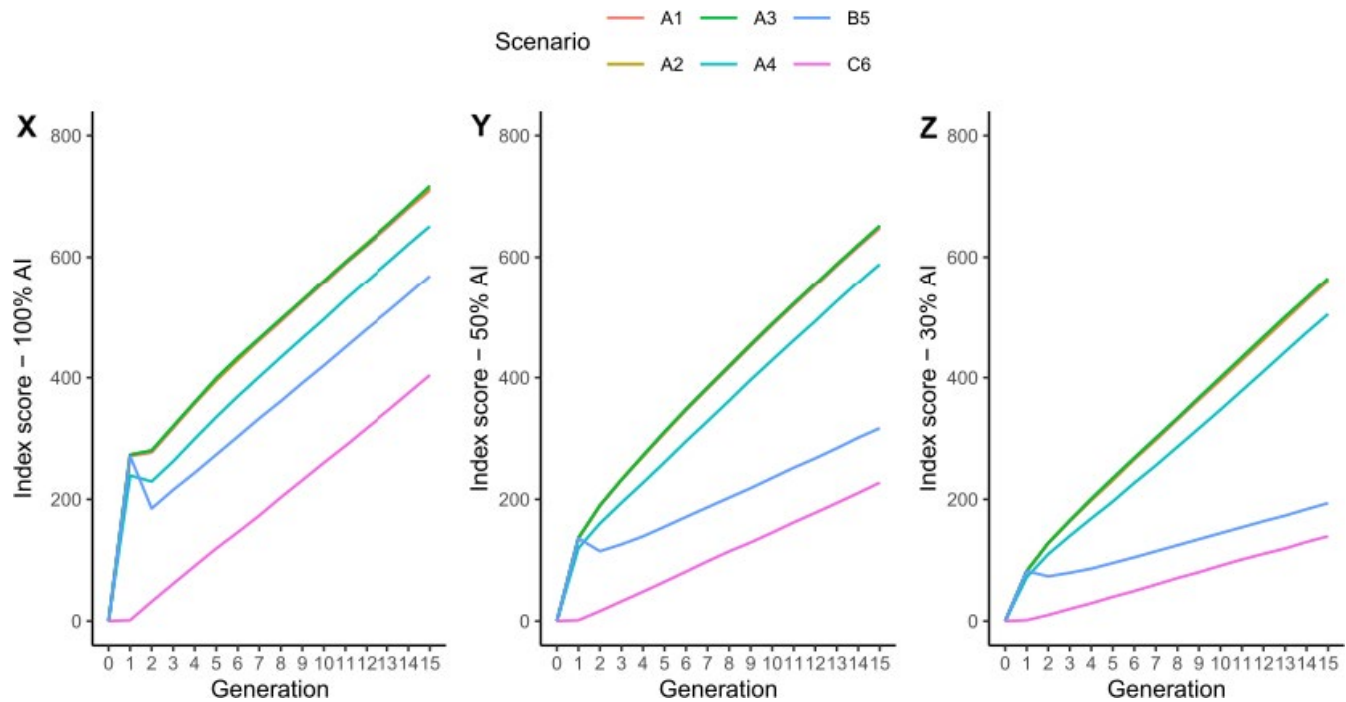 Scenario
A1 A3 B5
A2 A4 C6
X
Index score − 100% AI
800
600
400
200
0
0 1 2 3 4 5 6 7 8 9 10 11 12 13 14 15
Generation
Y
Index score − 50% AI
800
600
400
200
0
0 1 2 3 4 5 6 7 8 9 10 11 12 13 14 15
Generation
Z
Index score − 30% AI
800
600
400
200
0
0 1 2 3 4 5 6 7 8 9 10 11 12 13 14 15
Generation